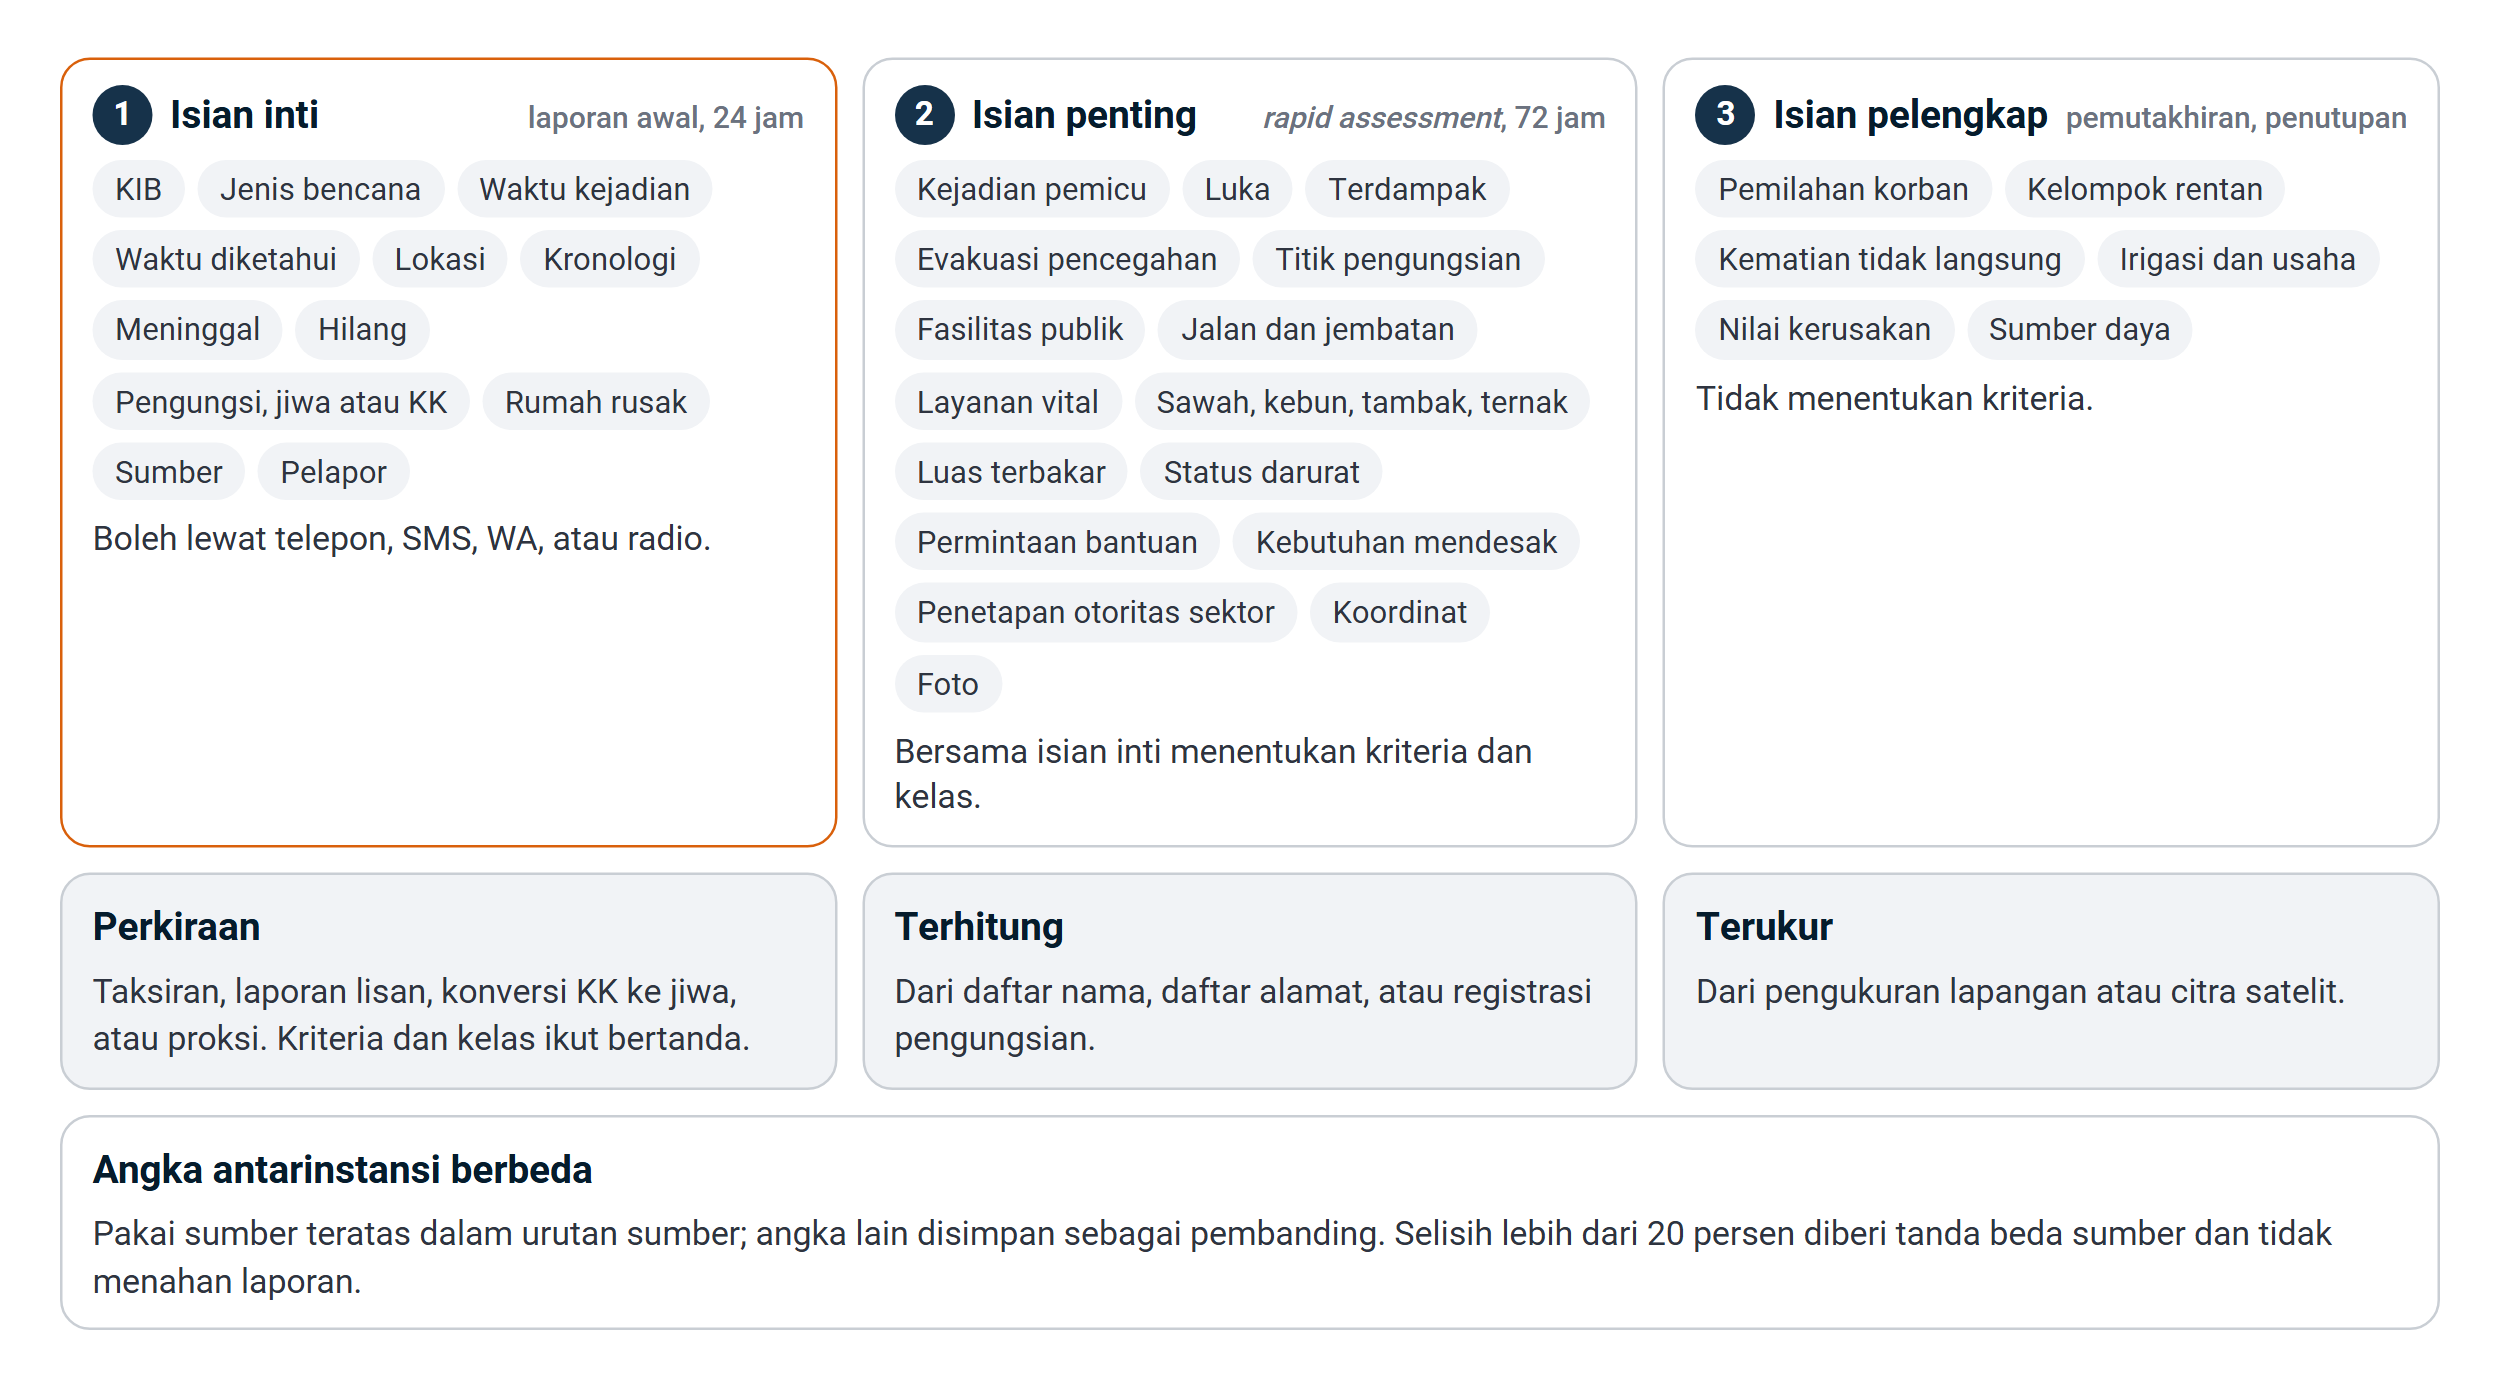 1 Isian inti laporan awal, 24 jam
KIB Jenis bencana Waktu kejadian
Waktu diketahui Lokasi Kronologi
Meninggal Hilang
Pengungsi, jiwa atau KK Rumah rusak
Sumber Pelapor
Boleh lewat telepon, SMS, WA, atau radio.
2 Isian penting rapid assessment, 72 jam
Kejadian pemicu Luka Terdampak
Evakuasi pencegahan Titik pengungsian
Fasilitas publik Jalan dan jembatan
Layanan vital Sawah, kebun, tambak, ternak
Luas terbakar Status darurat
Permintaan bantuan Kebutuhan mendesak
Penetapan otoritas sektor Koordinat
Foto
Bersama isian inti menentukan kriteria dan
kelas.
3 Isian pelengkap pemutakhiran, penutupan
Pemilahan korban Kelompok rentan
Kematian tidak langsung Irigasi dan usaha
Nilai kerusakan Sumber daya
Tidak menentukan kriteria.
Perkiraan
Taksiran, laporan lisan, konversi KK ke jiwa,
atau proksi. Kriteria dan kelas ikut bertanda.
Terhitung
Dari daftar nama, daftar alamat, atau registrasi
pengungsian.
Terukur
Dari pengukuran lapangan atau citra satelit.
Angka antarinstansi berbeda
Pakai sumber teratas dalam urutan sumber; angka lain disimpan sebagai pembanding. Selisih lebih dari 20 persen diberi tanda beda sumber dan tidak
menahan laporan.